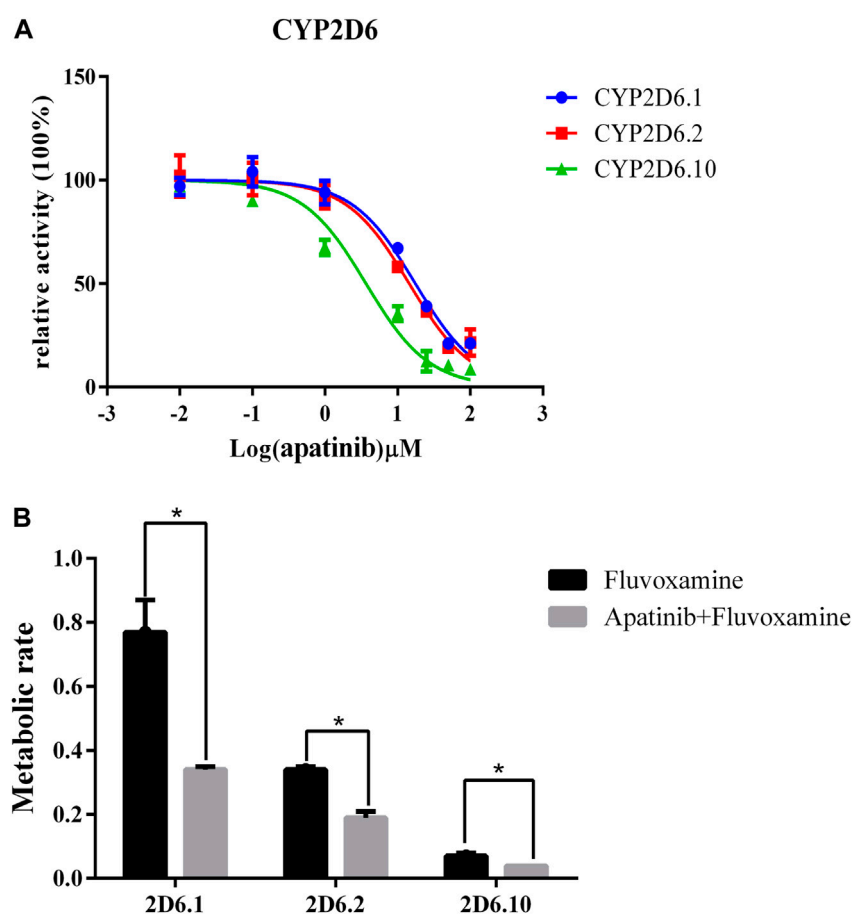 A
CYP2D6
150
100
50
0
relative activity (100%)
-3 -2 -1 0 1 2 3
Log(apatinib)μM
CYP2D6.1
CYP2D6.2
CYP2D6.10
B
* * *
1.0
0.8
0.6
0.4
0.2
0.0
Metabolic rate
2D6.1 2D6.2 2D6.10
Fluvoxamine
Apatinib+Fluvoxamine